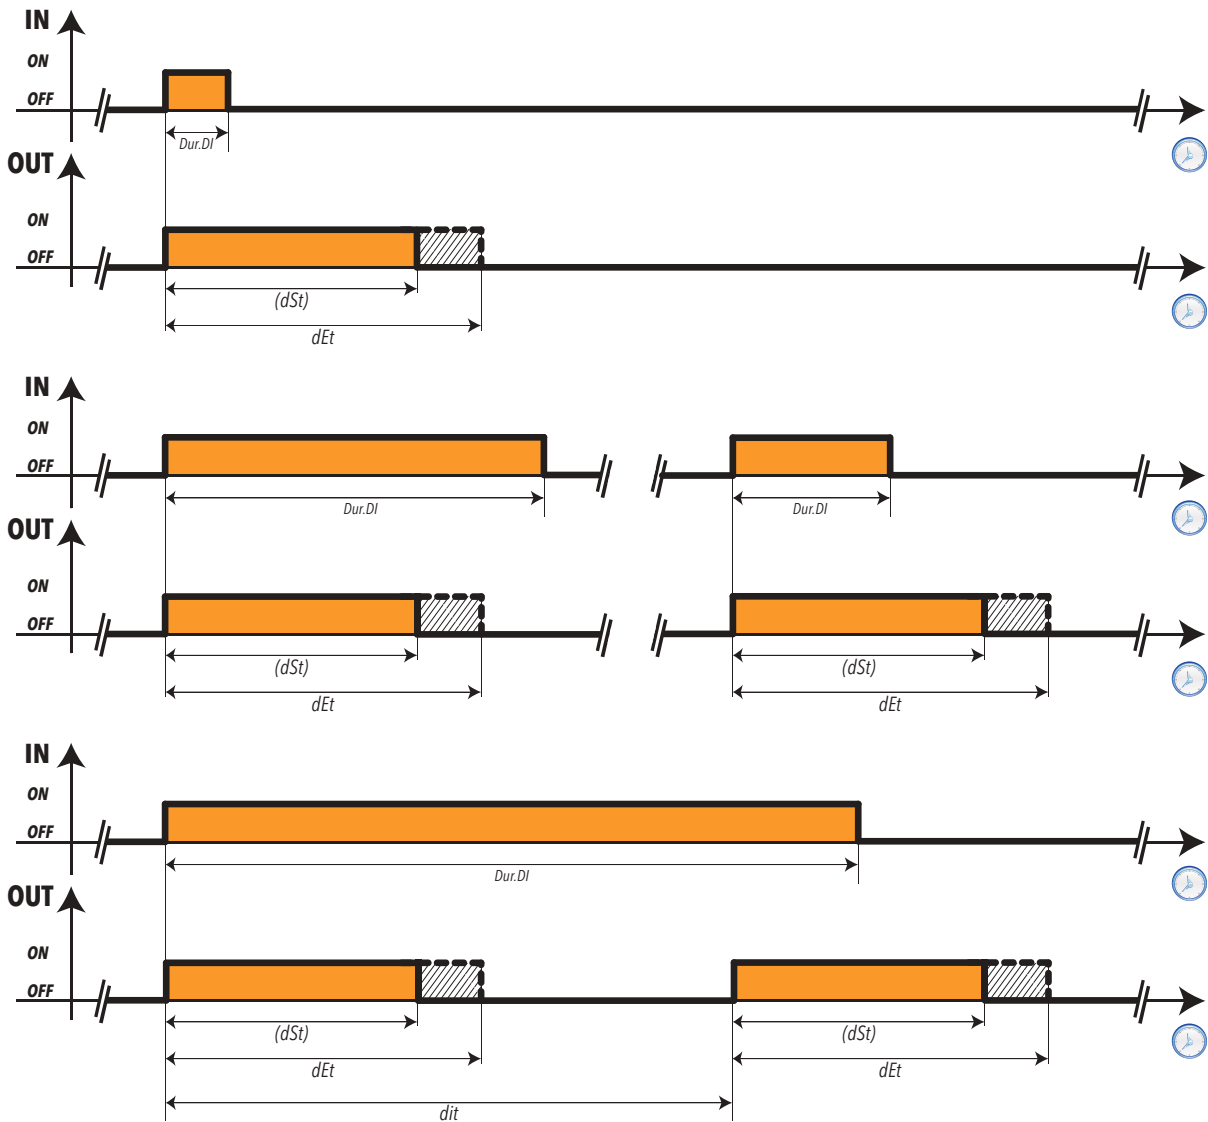 IN
ON
OFF
Dur.DI
OUT
ON
OFF
(dSt)
dEt
IN
ON
OFF
Dur.DI Dur.DI
OUT
ON
OFF
(dSt) (dSt)
dEt dEt
IN
ON
OFF
Dur.DI
OUT
ON
OFF
(dSt) (dSt)
dEt dEt
dit